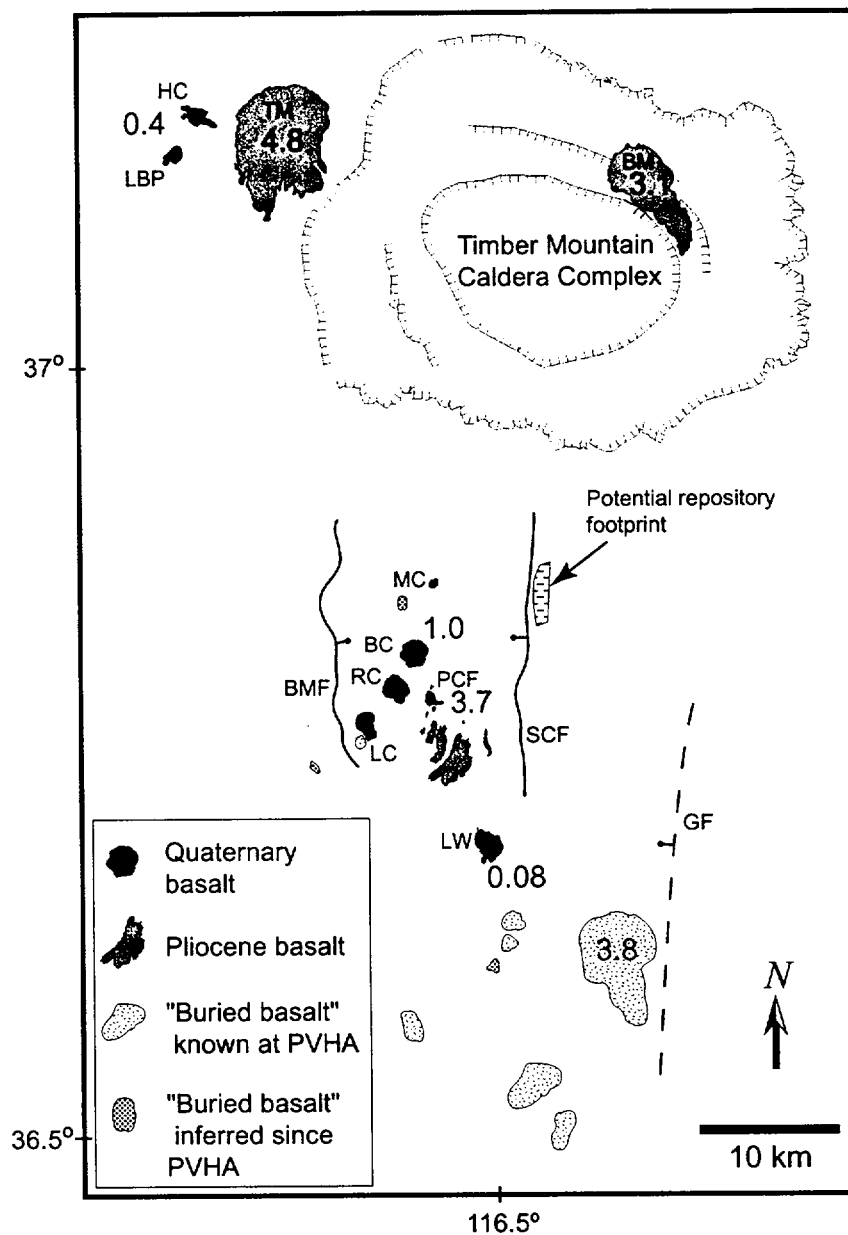 HC
0.4
LBP
TM
4.8
BM
3.1
Timber Mountain
Caldera Complex
37°
Potential repository
footprint
MC
1.0
BC
RC
PCF
3.7
BMF
LC
SCF
GF
LW
0.08
3.8
Quaternary
basalt
Pliocene basalt
"Buried basalt"
known at PVHA
"Buried basalt"
inferred since
PVHA
N
10 km
36.5°
116.5°